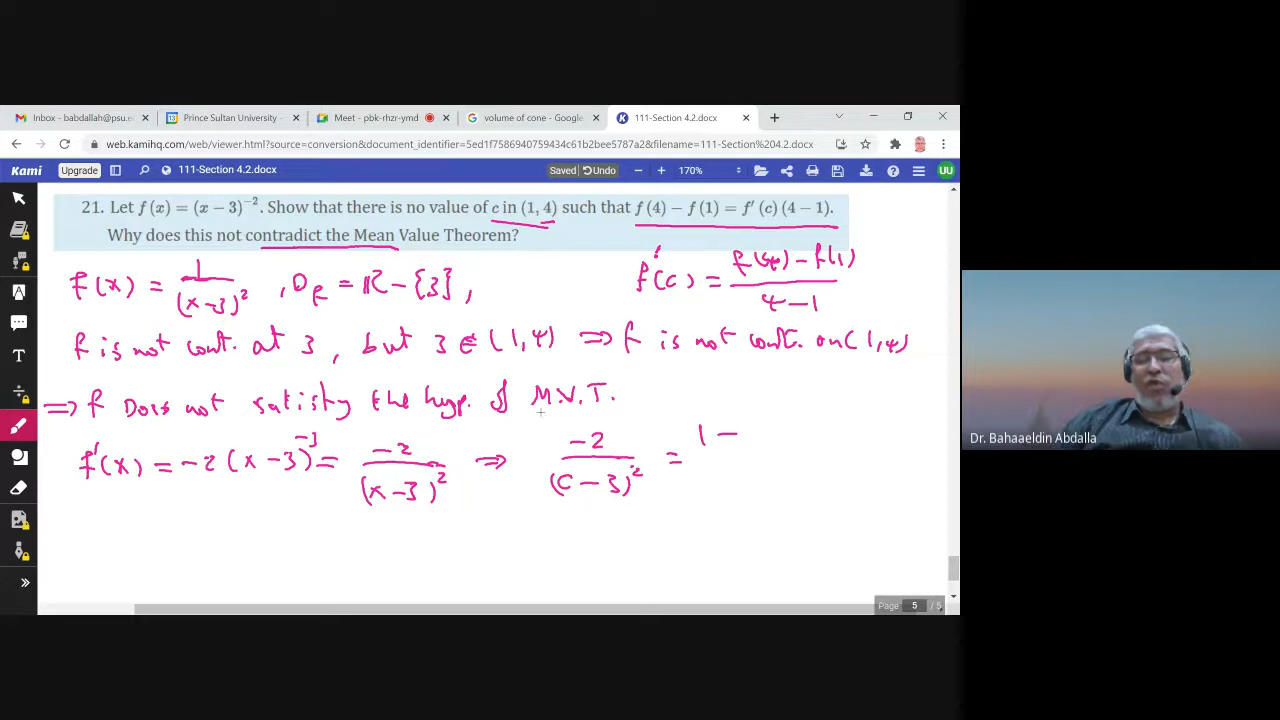 Inbox - babdallah@psu.e
Prince Sultan University -
Meet - pbk-rhzr-ymd
volume of cone - Google
111-Section 4.2.docx
web.kamihq.com/web/viewer.html?source=conversion&document_identifier=5ed1f7586940759434c61b2bee5787a2&filename=111-Section%204.2.docx
Kami Upgrade 111-Section 4.2.docx Saved Undo 170% UU
21. Let f(x) = (x − 3)⁻². Show that there is no value of c in (1, 4) such that f(4) − f(1) = f′(c)(4 − 1).
Why does this not contradict the Mean Value Theorem?
f(x) = 1/(x-3)² , D_f = ℝ - {3} ,
f'(c) = (f(4) - f(1))/(4-1)
f is not cont. at 3 , but 3 ∈ (1,4) ⇒ f is not cont. on (1,4)
⇒ f Does not satisfy the hyp. of M.V.T.
f'(x) = -2(x-3)⁻³ = -2/(x-3)² ⇒ -2/(c-3)² = 1 -
Dr. Bahaaeldin Abdalla
Page 5 / 5